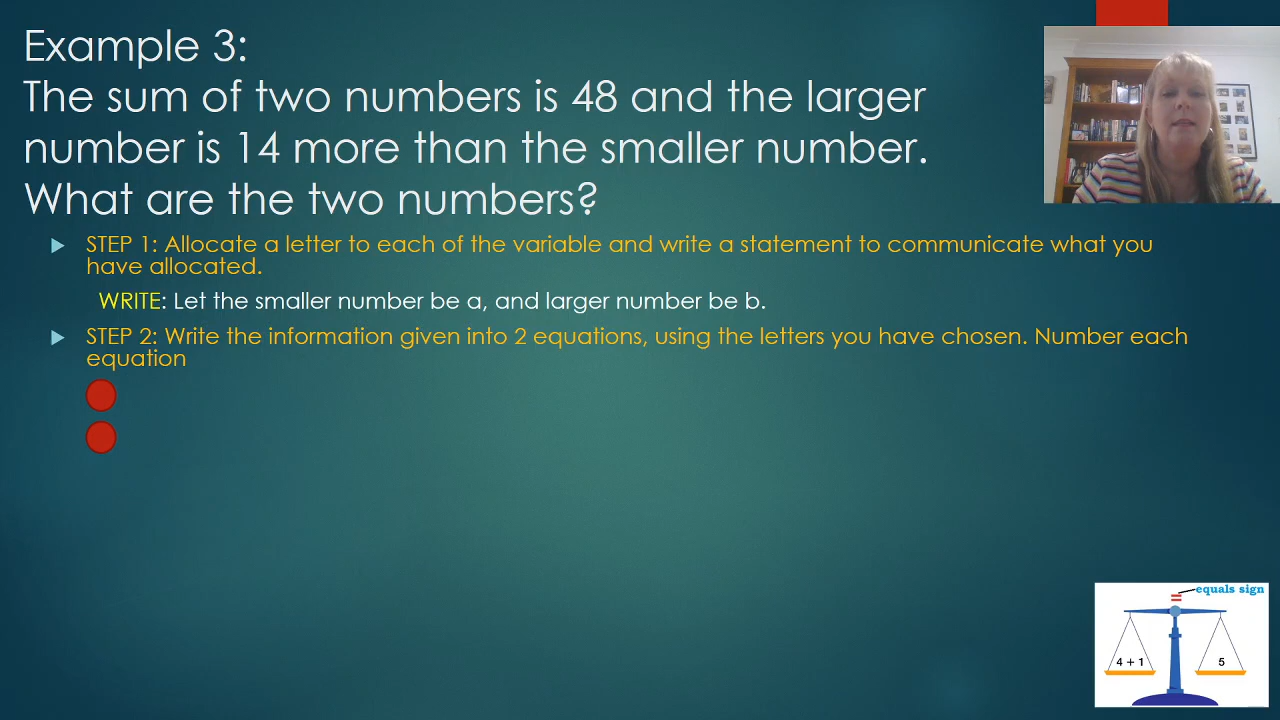 Example 3:
The sum of two numbers is 48 and the larger
number is 14 more than the smaller number.
What are the two numbers?
STEP 1: Allocate a letter to each of the variable and write a statement to communicate what you
have allocated.
WRITE: Let the smaller number be a, and larger number be b.
STEP 2: Write the information given into 2 equations, using the letters you have chosen. Number each
equation
equals sign
=
4 + 1
5